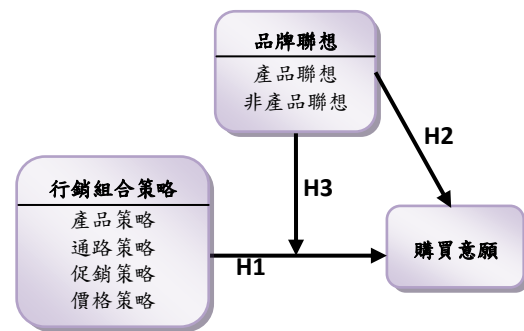 品牌聯想
產品聯想
非產品聯想
H2
H3
行銷組合策略
產品策略
通路策略
促銷策略
價格策略
H1
購買意願